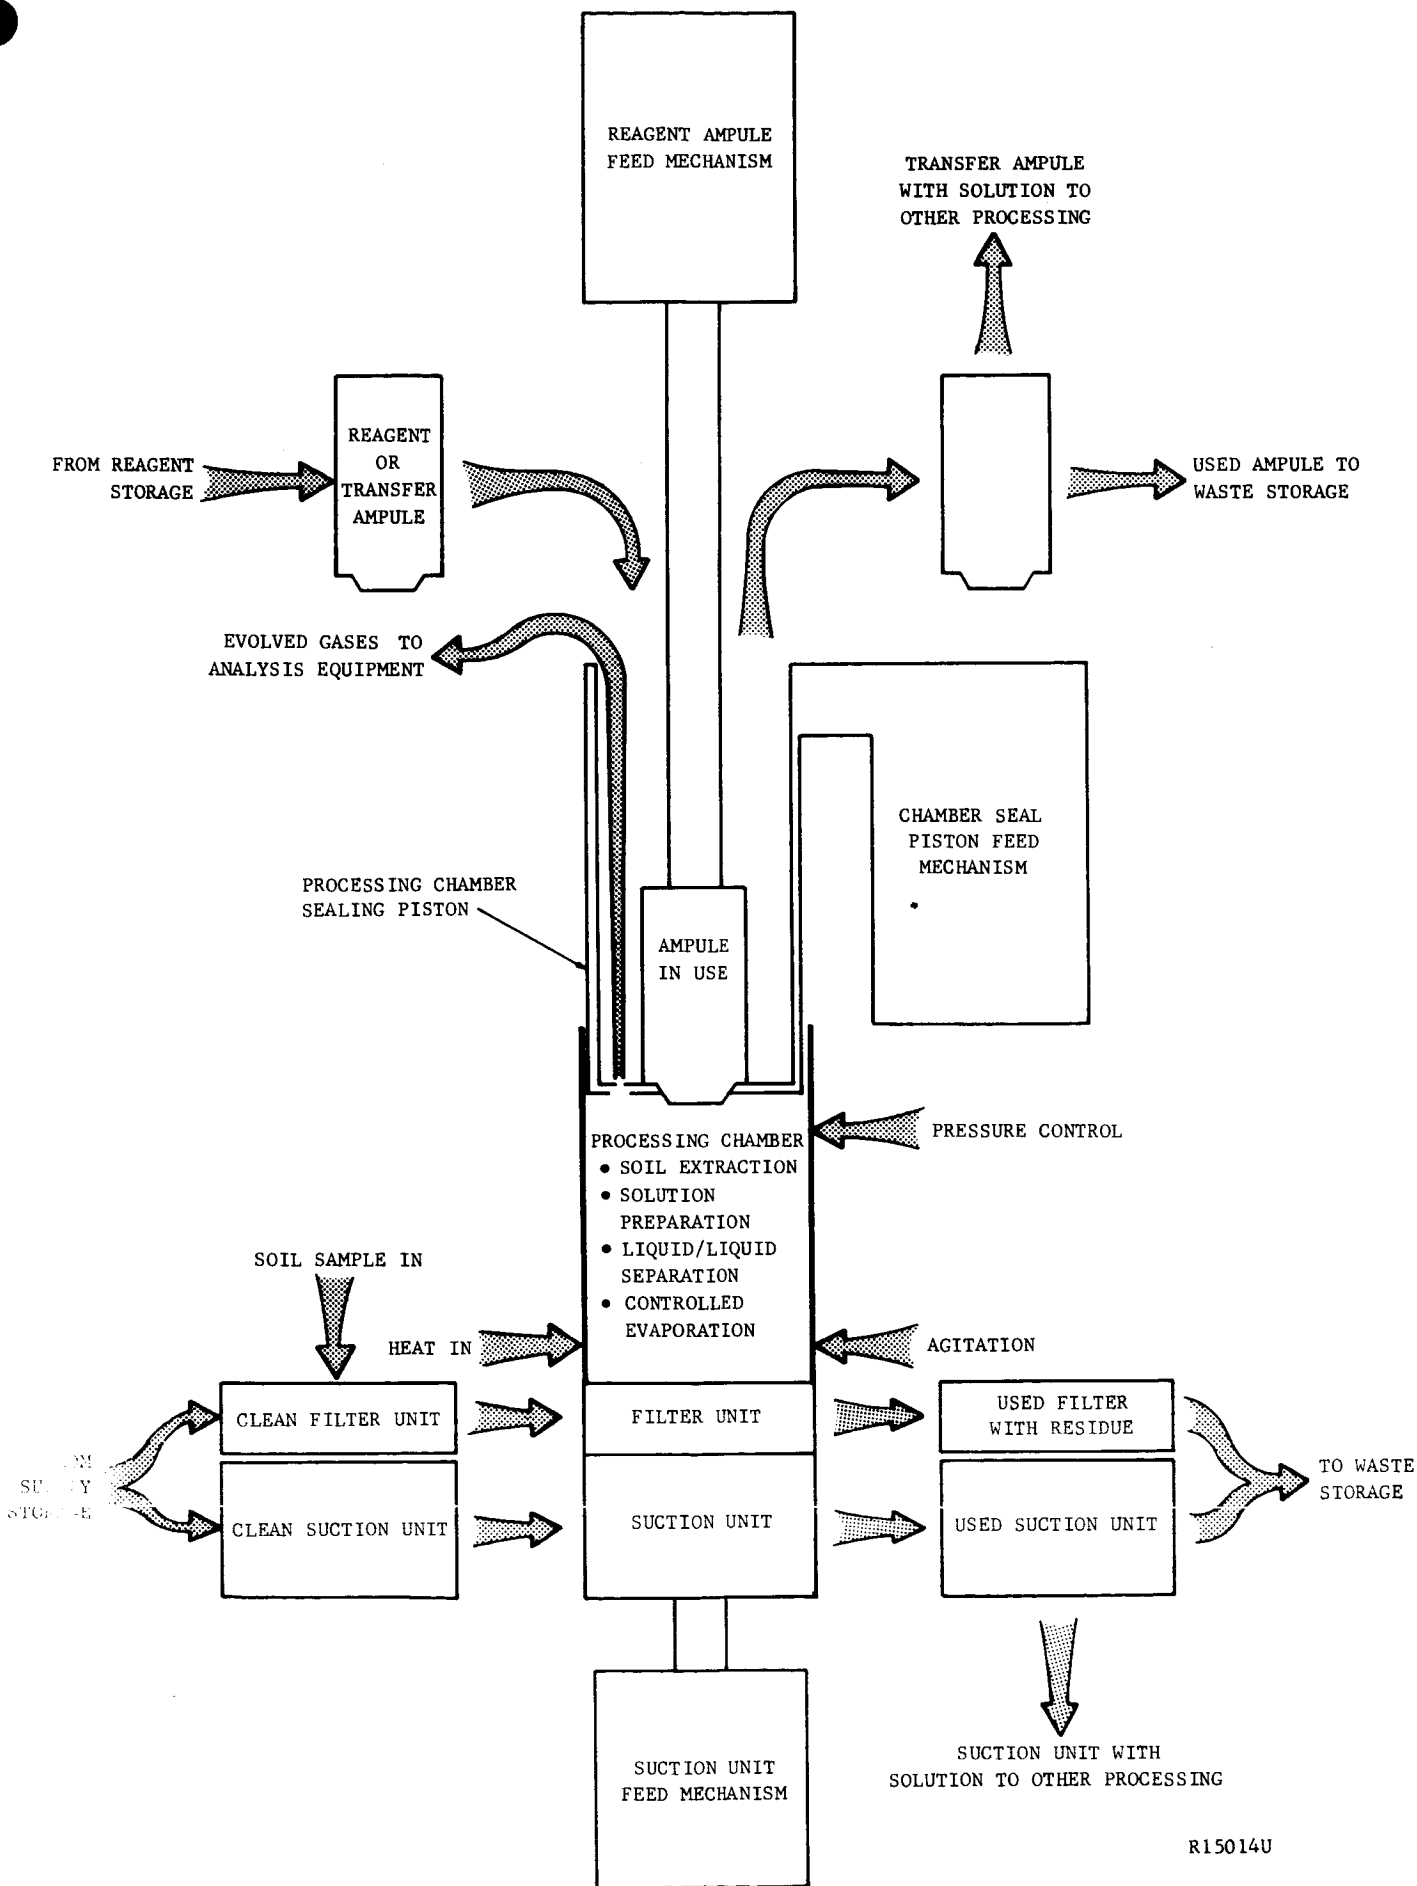 REAGENT AMPULE
FEED MECHANISM
TRANSFER AMPULE
WITH SOLUTION TO
OTHER PROCESSING
FROM REAGENT
STORAGE
REAGENT
OR
TRANSFER
AMPULE
USED AMPULE TO
WASTE STORAGE
EVOLVED GASES TO
ANALYSIS EQUIPMENT
CHAMBER SEAL
PISTON FEED
MECHANISM
PROCESSING CHAMBER
SEALING PISTON
AMPULE
IN USE
PRESSURE CONTROL
PROCESSING CHAMBER
• SOIL EXTRACTION
• SOLUTION
PREPARATION
• LIQUID/LIQUID
SEPARATION
• CONTROLLED
EVAPORATION
SOIL SAMPLE IN
HEAT IN
AGITATION
CLEAN FILTER UNIT
FILTER UNIT
USED FILTER
WITH RESIDUE
TO WASTE
STORAGE
CLEAN SUCTION UNIT
SUCTION UNIT
USED SUCTION UNIT
SUCTION UNIT
FEED MECHANISM
SUCTION UNIT WITH
SOLUTION TO OTHER PROCESSING
R15014U